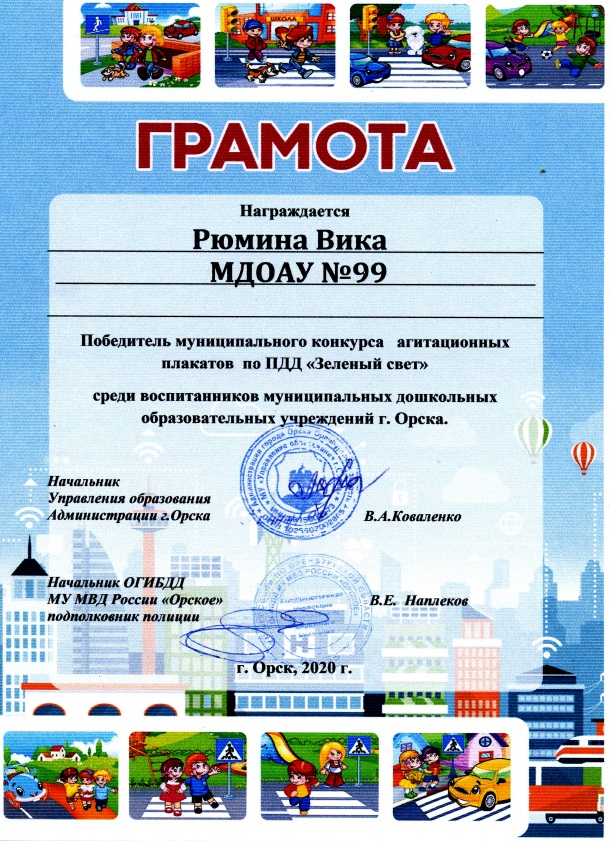 ШКОЛА
ГРАМОТА
Награждается
Рюмина Вика
МДОАУ №99
Победитель муниципального конкурса агитационных
плакатов по ПДД «Зеленый свет»
среди воспитанников муниципальных дошкольных
образовательных учреждений г. Орска.
Начальник
Управления образования
Администрации г.Орска В.А.Коваленко
Начальник ОГИБДД
МУ МВД России «Орское» В.Е. Наплеков
подполковник полиции
г. Орск, 2020 г.